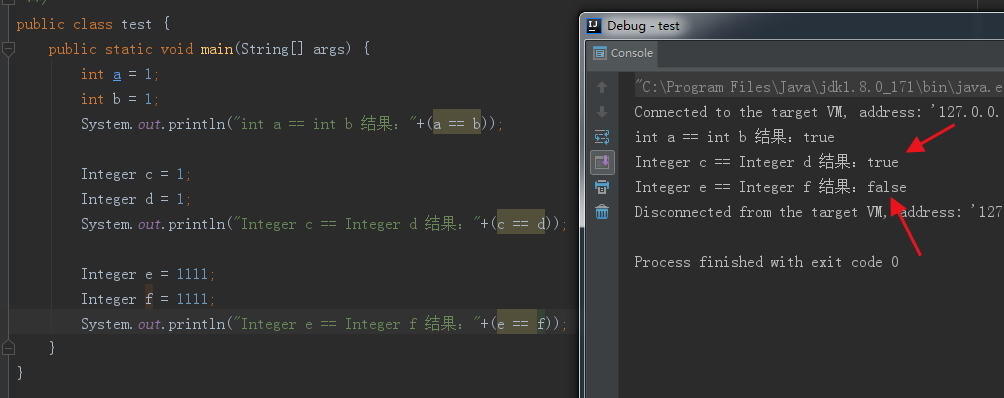 public class test {
public static void main(String[] args) {
int a = 1;
int b = 1;
System.out.println("int a == int b 结果："+(a == b));
Integer c = 1;
Integer d = 1;
System.out.println("Integer c == Integer d 结果："+(c == d));
Integer e = 1111;
Integer f = 1111;
System.out.println("Integer e == Integer f 结果："+(e == f));
}
}
Debug - test
Console
"C:\Program Files\Java\jdk1.8.0_171\bin\java.e
Connected to the target VM, address: '127.0.0.
int a == int b 结果：true
Integer c == Integer d 结果：true
Integer e == Integer f 结果：false
Disconnected from the target VM, address: '127
Process finished with exit code 0